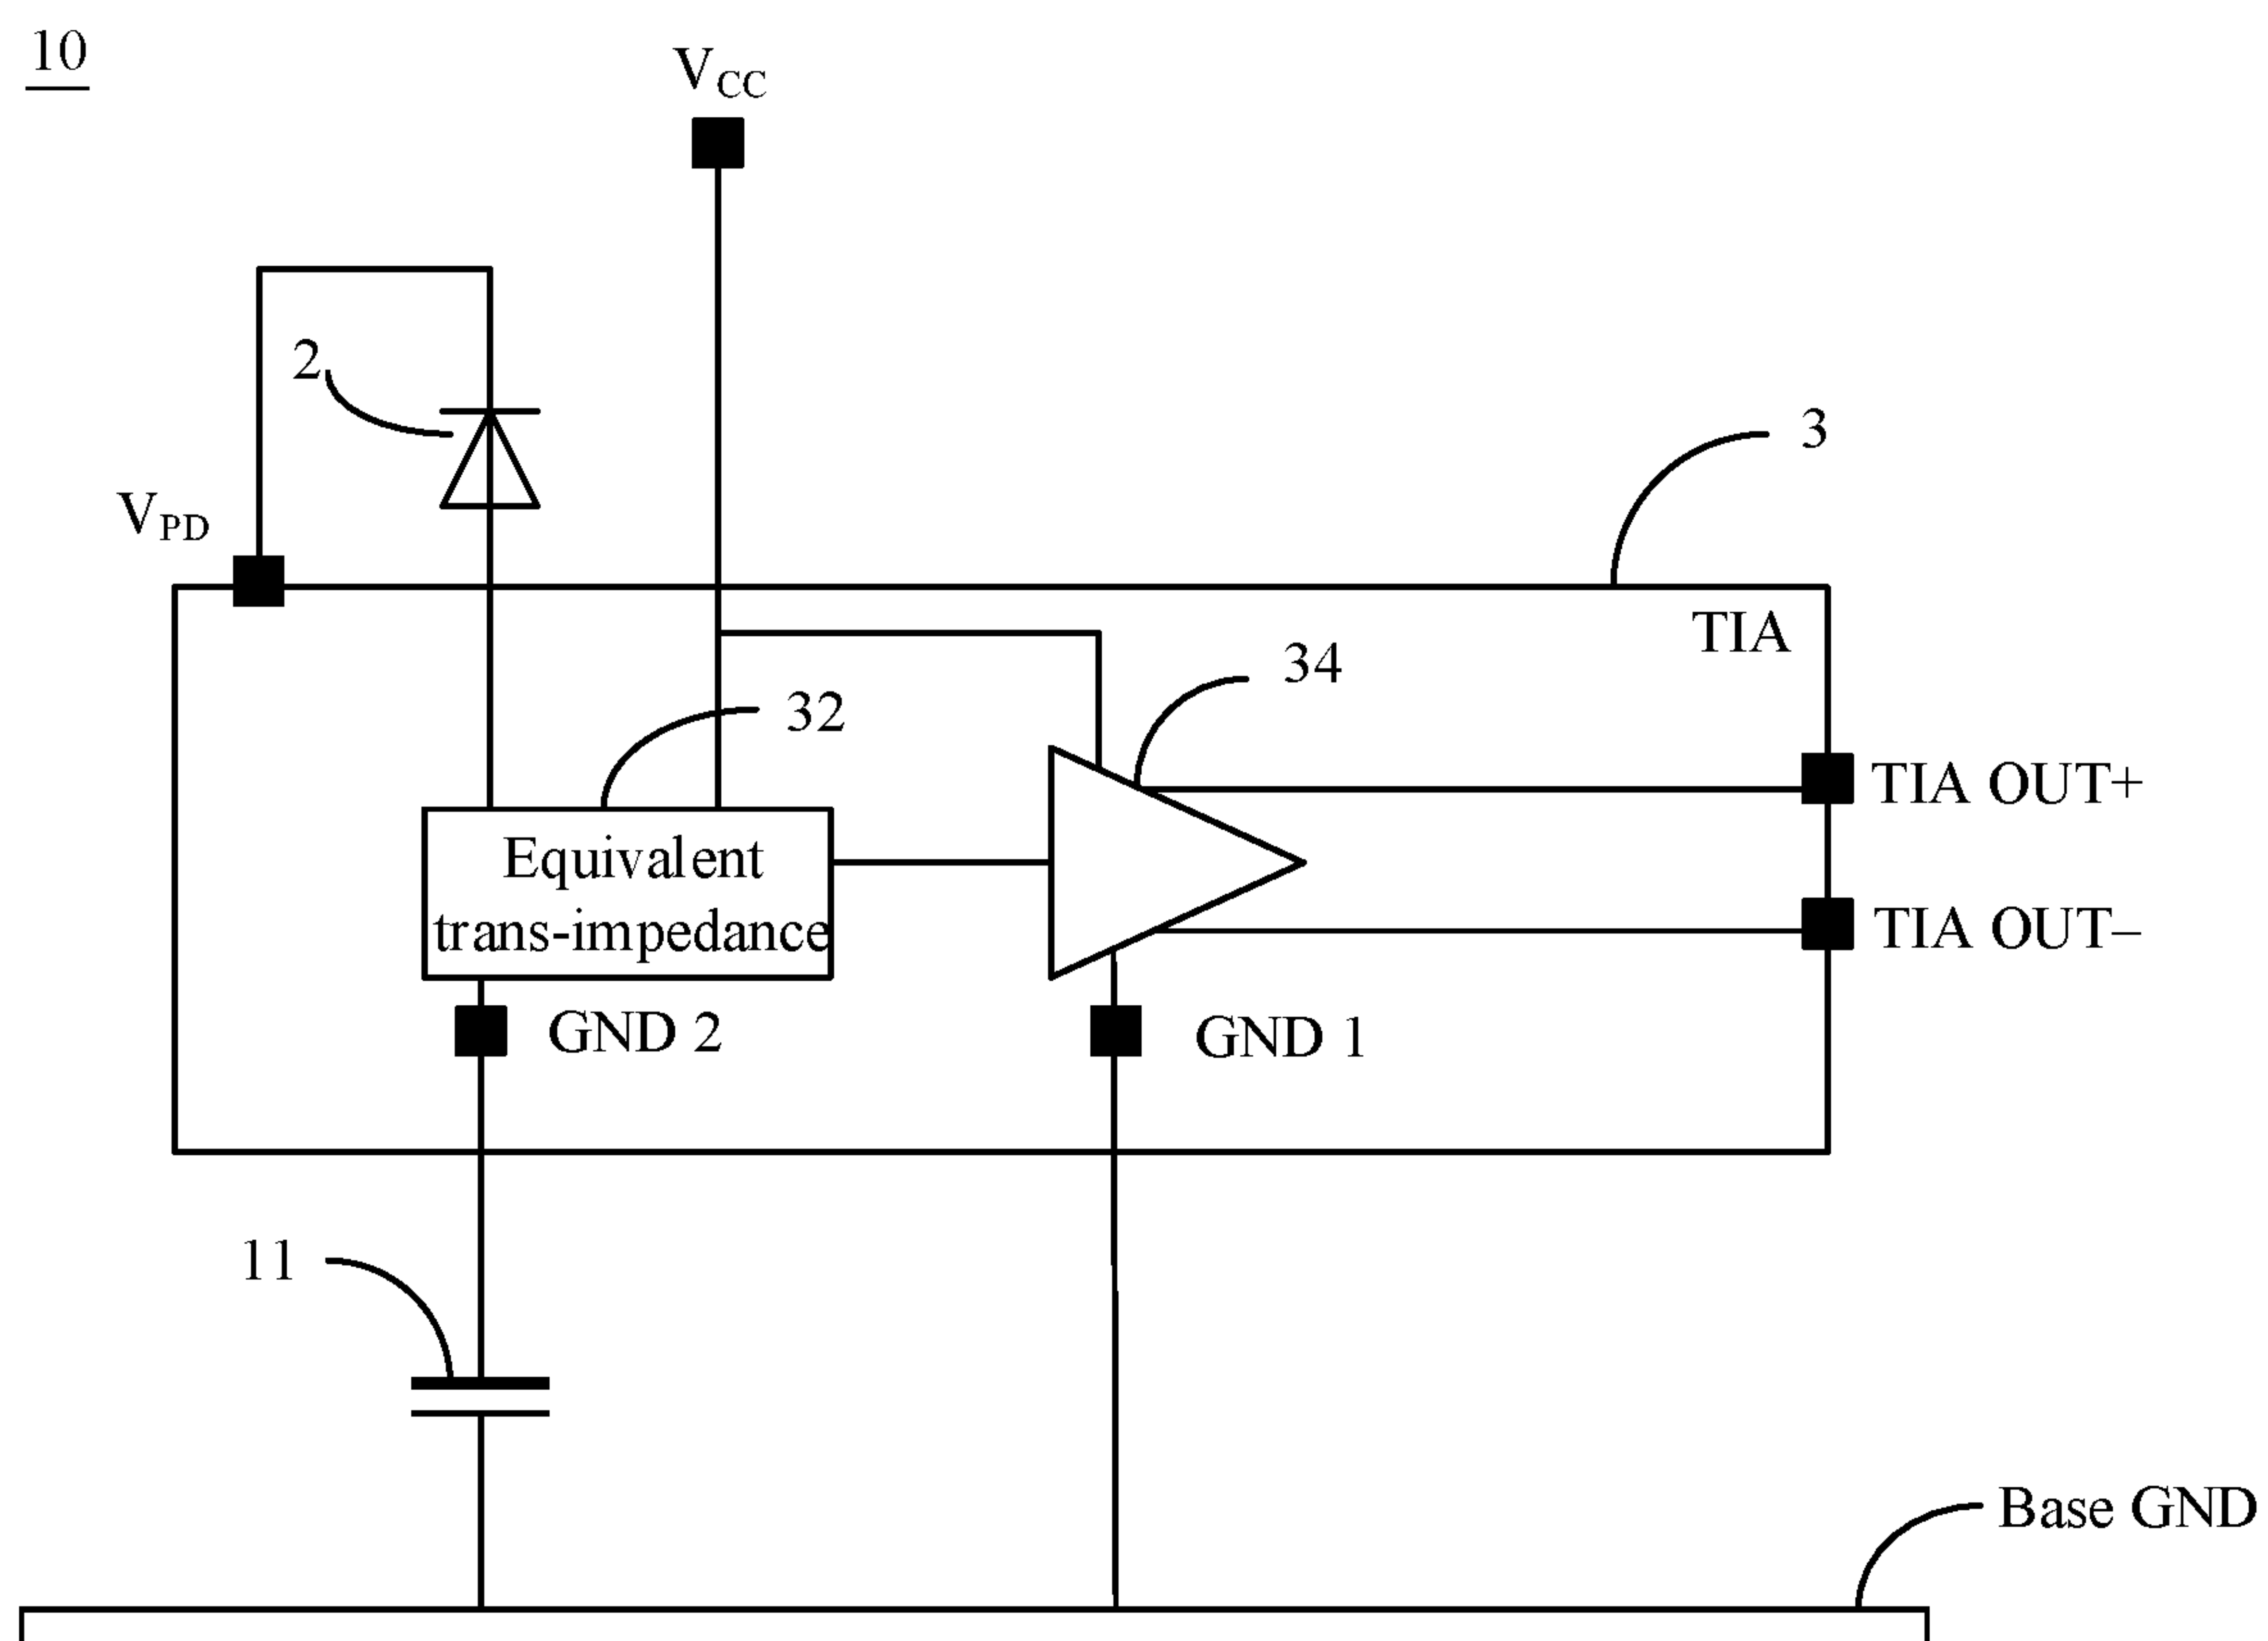 10
VCC
2
3
VPD
TIA
34
32
TIA OUT+
Equivalent
trans-impedance
TIA OUT–
GND 2
GND 1
11
Base GND